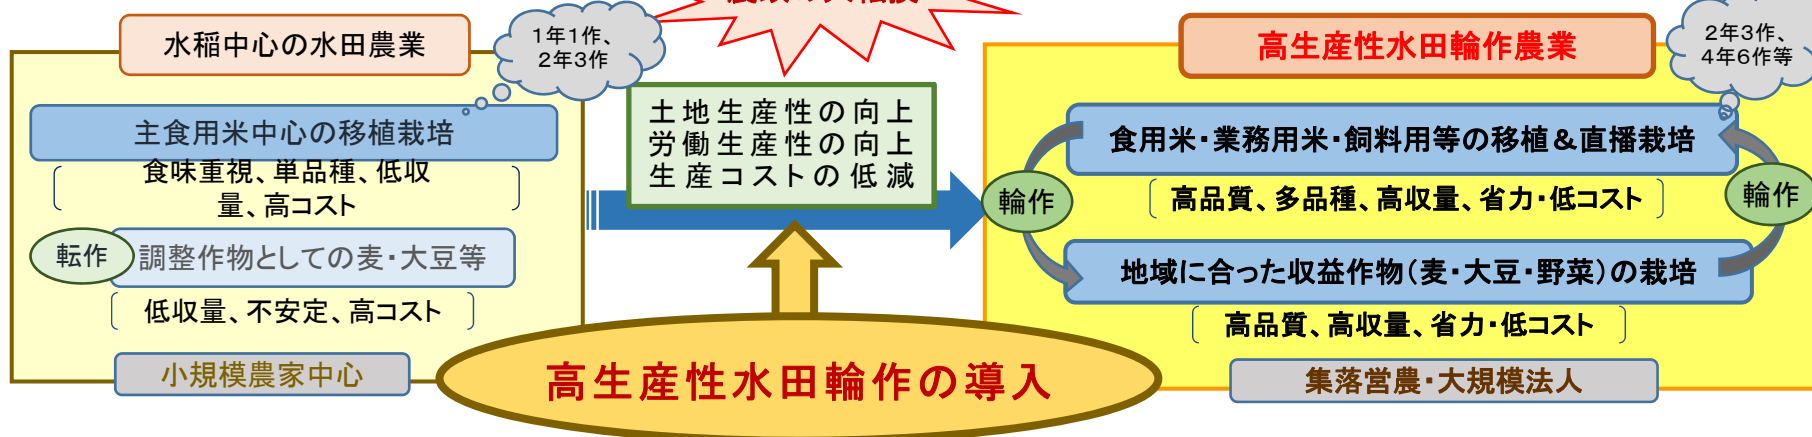 水稲中心の水田農業
1年1作、
2年3作
主食用米中心の移植栽培
食味重視、単品種、低収
量、高コスト
転作
調整作物としての麦・大豆等
低収量、不安定、高コスト
小規模農家中心
土地生産性の向上
労働生産性の向上
生産コストの低減
高生産性水田輪作の導入
高生産性水田輪作農業
2年3作、
4年6作等
食用米・業務用米・飼料用等の移植&直播栽培
輪作
高品質、多品種、高収量、省力・低コスト
輪作
地域に合った収益作物(麦・大豆・野菜)の栽培
高品質、高収量、省力・低コスト
集落営農・大規模法人